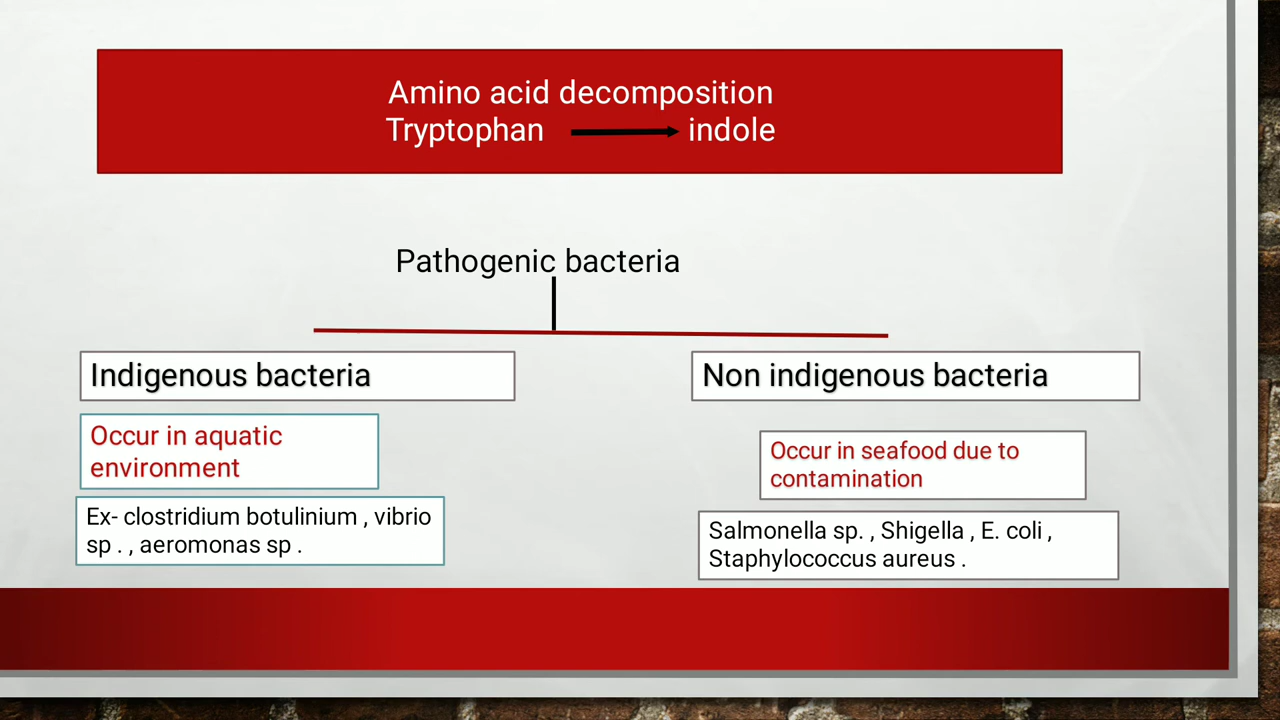 Amino acid decomposition
Tryptophan indole
Pathogenic bacteria
Indigenous bacteria
Occur in aquatic
environment
Ex- clostridium botulinium , vibrio
sp . , aeromonas sp .
Non indigenous bacteria
Occur in seafood due to
contamination
Salmonella sp. , Shigella , E. coli ,
Staphylococcus aureus .